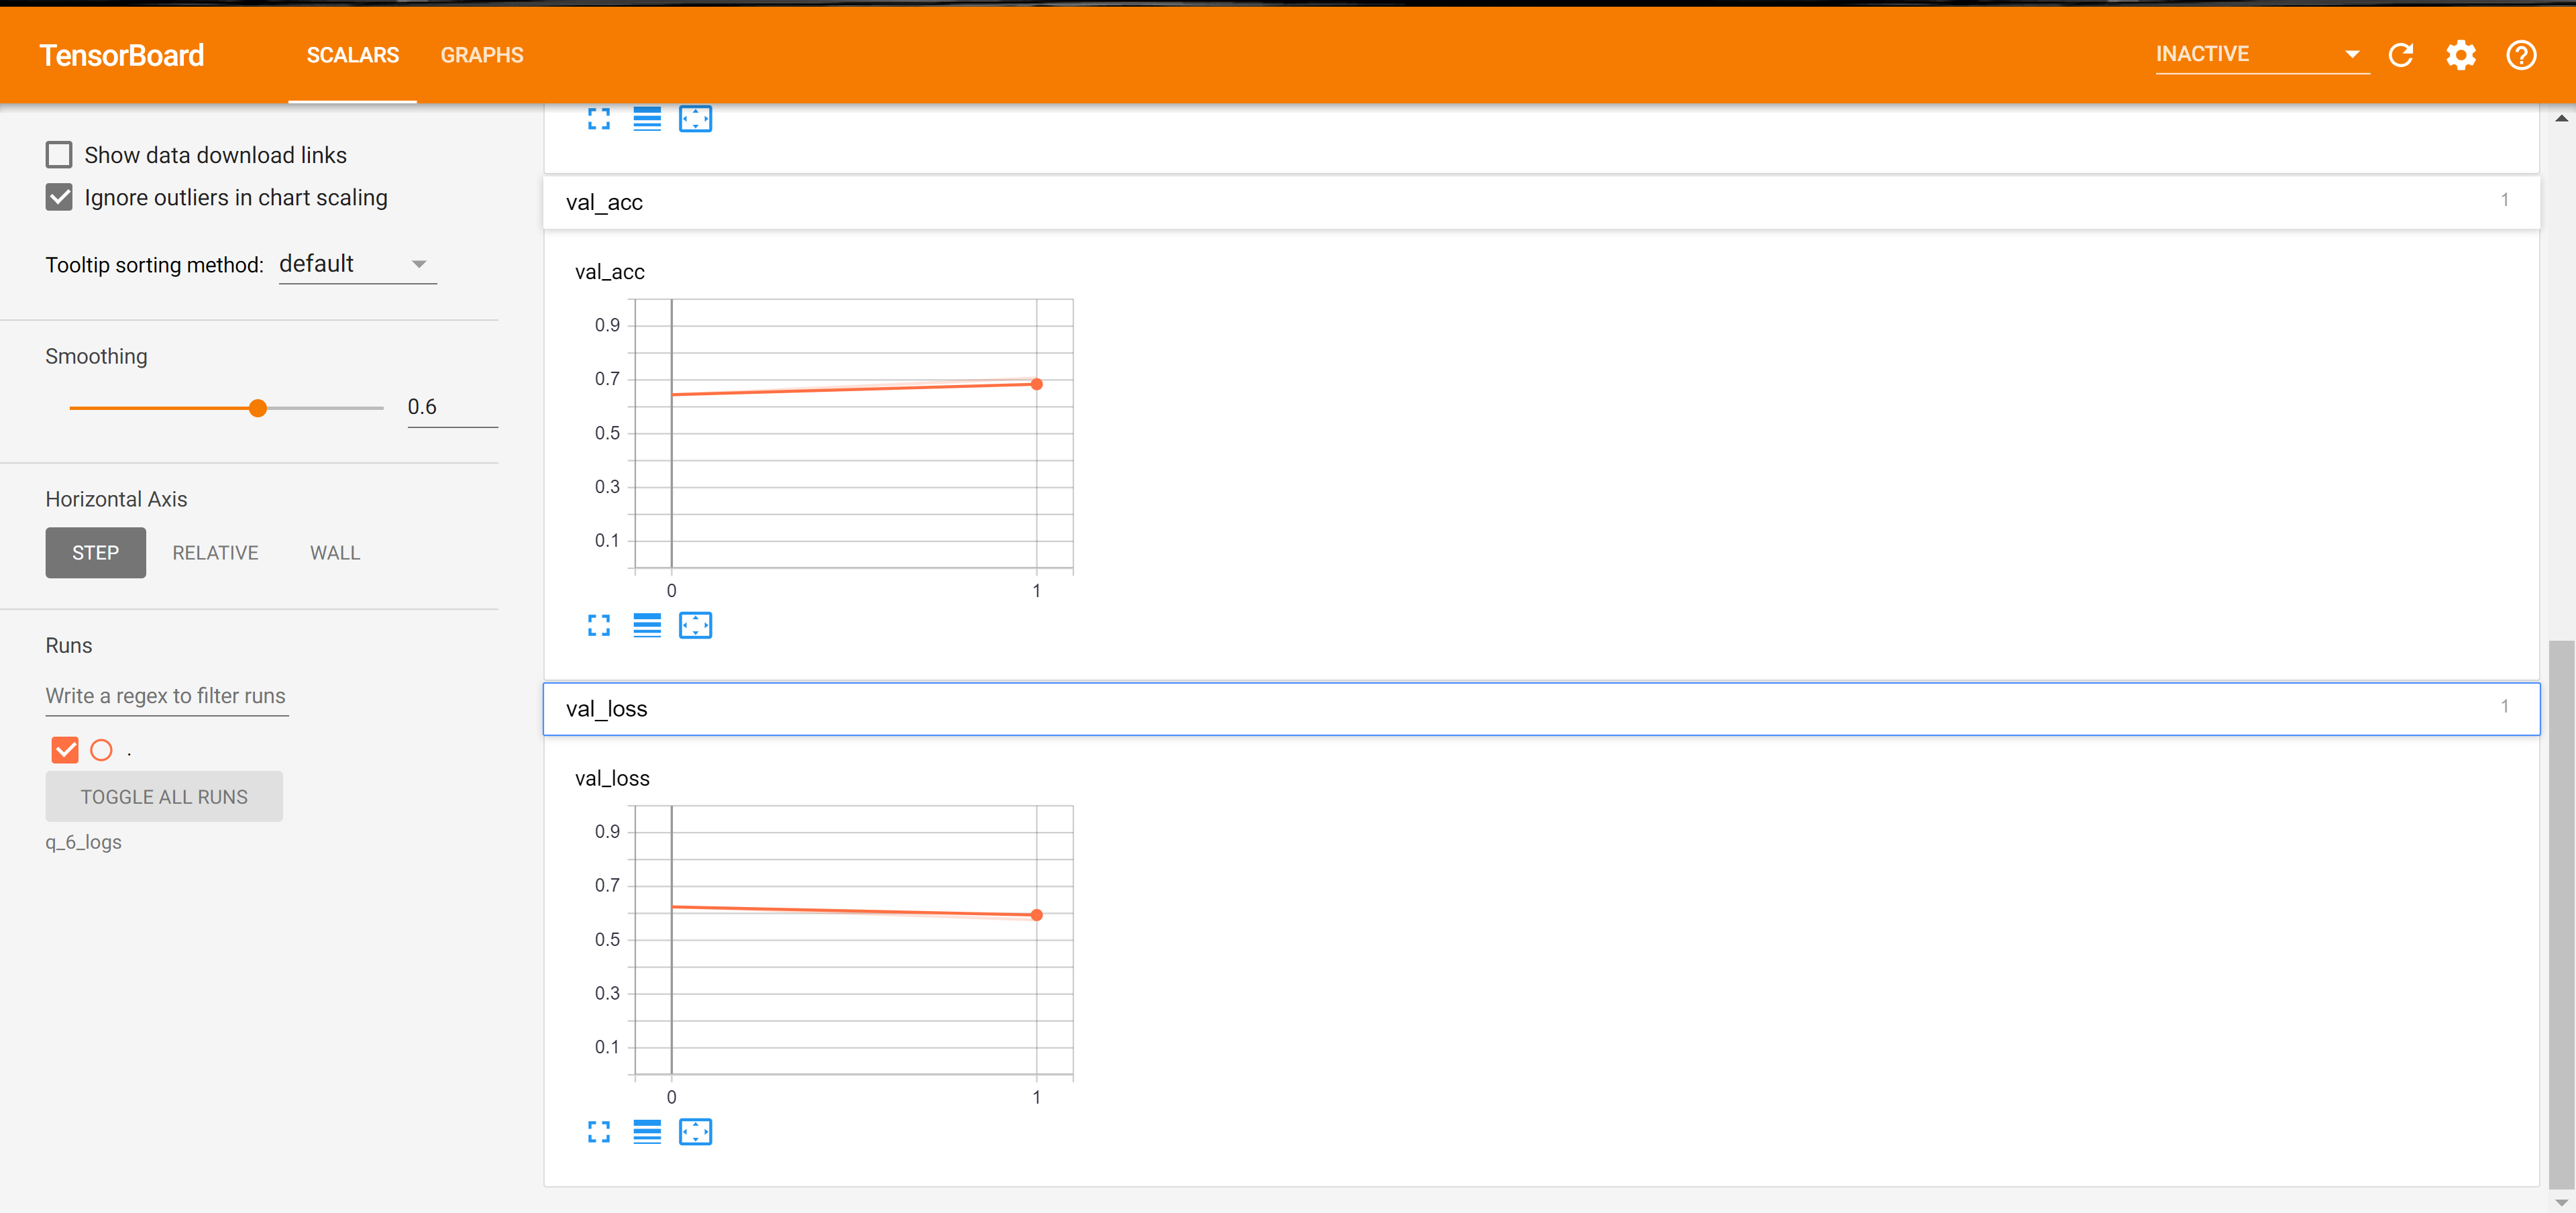 TensorBoard SCALARS GRAPHS INACTIVE
Show data download links
Ignore outliers in chart scaling
Tooltip sorting method: default
Smoothing
0.6
Horizontal Axis
STEP RELATIVE WALL
Runs
Write a regex to filter runs
.
TOGGLE ALL RUNS
q_6_logs
val_acc 1
val_acc
0.9
0.7
0.5
0.3
0.1
0 1
val_loss 1
val_loss
0.9
0.7
0.5
0.3
0.1
0 1